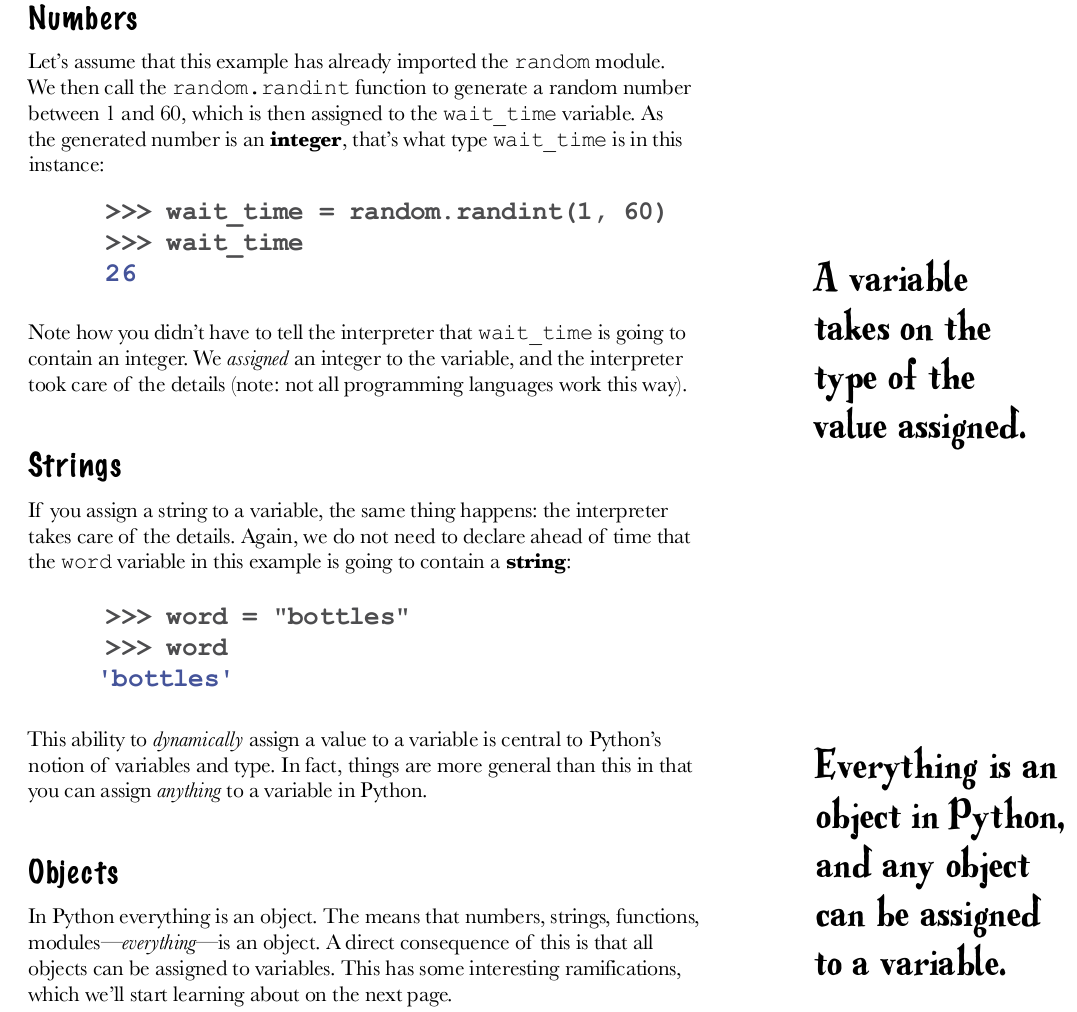 Numbers
Let’s assume that this example has already imported the random module.
We then call the random.randint function to generate a random number
between 1 and 60, which is then assigned to the wait_time variable. As
the generated number is an integer, that’s what type wait_time is in this
instance:
>>> wait_time = random.randint(1, 60)
>>> wait_time
26
Note how you didn’t have to tell the interpreter that wait_time is going to
contain an integer. We assigned an integer to the variable, and the interpreter
took care of the details (note: not all programming languages work this way).
A variable
takes on the
type of the
value assigned.
Strings
If you assign a string to a variable, the same thing happens: the interpreter
takes care of the details. Again, we do not need to declare ahead of time that
the word variable in this example is going to contain a string:
>>> word = "bottles"
>>> word
'bottles'
This ability to dynamically assign a value to a variable is central to Python’s
notion of variables and type. In fact, things are more general than this in that
you can assign anything to a variable in Python.
Objects
In Python everything is an object. The means that numbers, strings, functions,
modules—everything—is an object. A direct consequence of this is that all
objects can be assigned to variables. This has some interesting ramifications,
which we’ll start learning about on the next page.
Everything is an
object in Python,
and any object
can be assigned
to a variable.